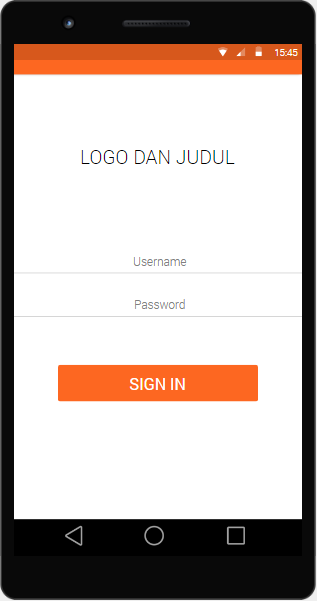 15:45
LOGO DAN JUDUL
Username
Password
SIGN IN